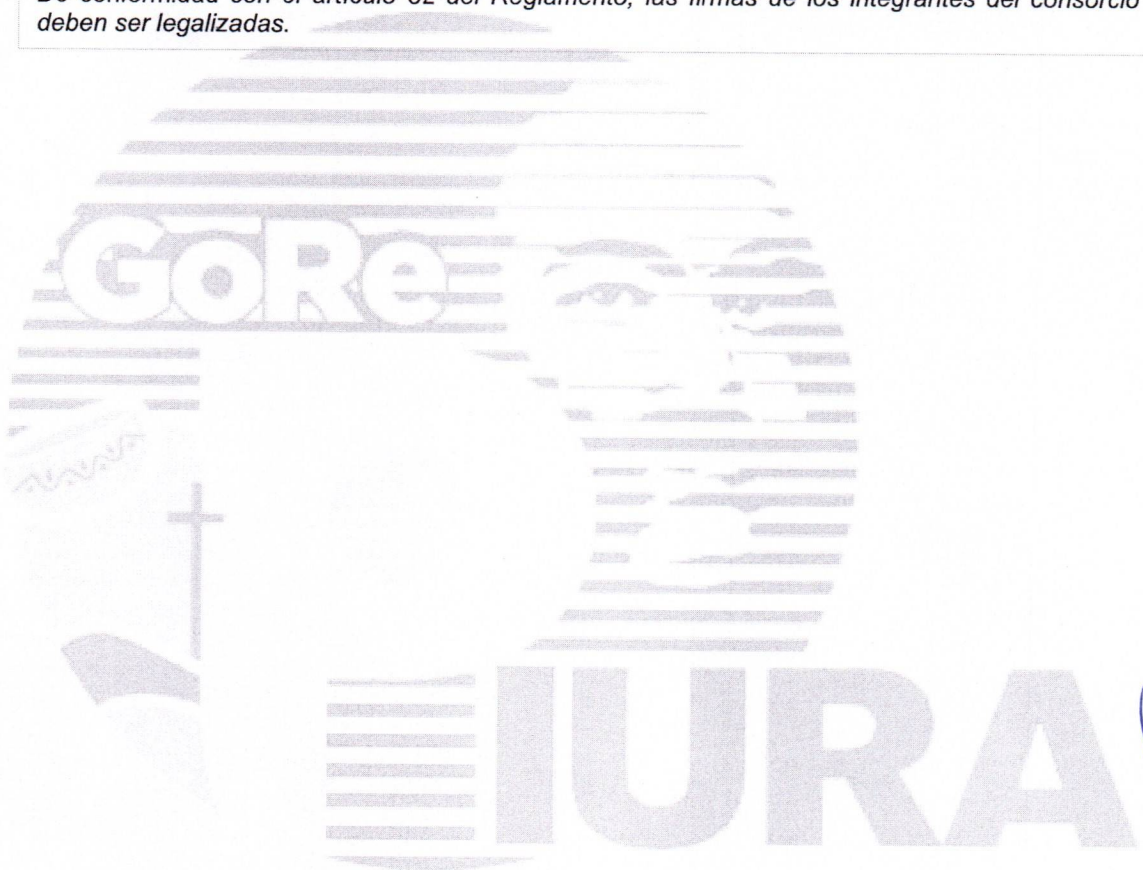 De conformidad con el artículo 52 del Reglamento, las firmas de los integrantes del consorcio
deben ser legalizadas.
GoRe
IURA